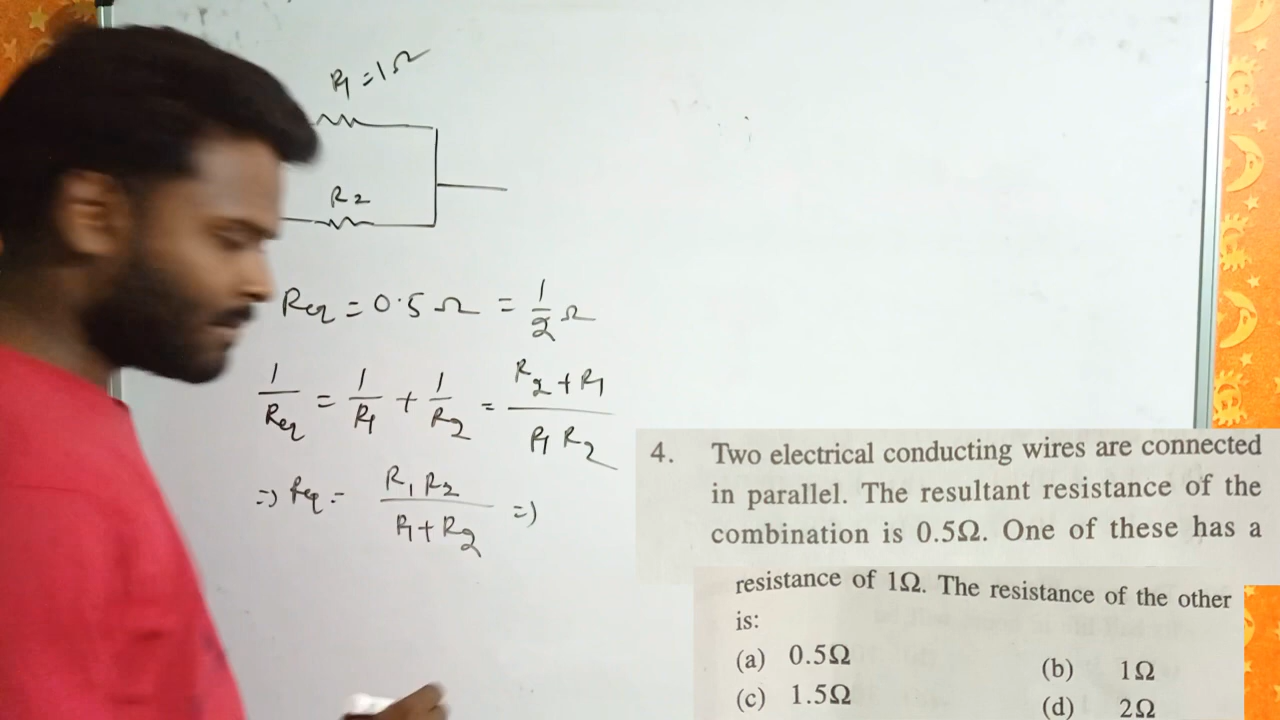 R1 = 1Ω
R2
Req = 0.5 Ω = 1/2 Ω
1/Req = 1/R1 + 1/R2 = R2 + R1 / R1 R2
=) Req = R1 R2 / R1 + R2 =)
4. Two electrical conducting wires are connected
in parallel. The resultant resistance of the
combination is 0.5Ω. One of these has a
resistance of 1Ω. The resistance of the other
is:
(a) 0.5Ω (b) 1Ω
(c) 1.5Ω (d) 2Ω